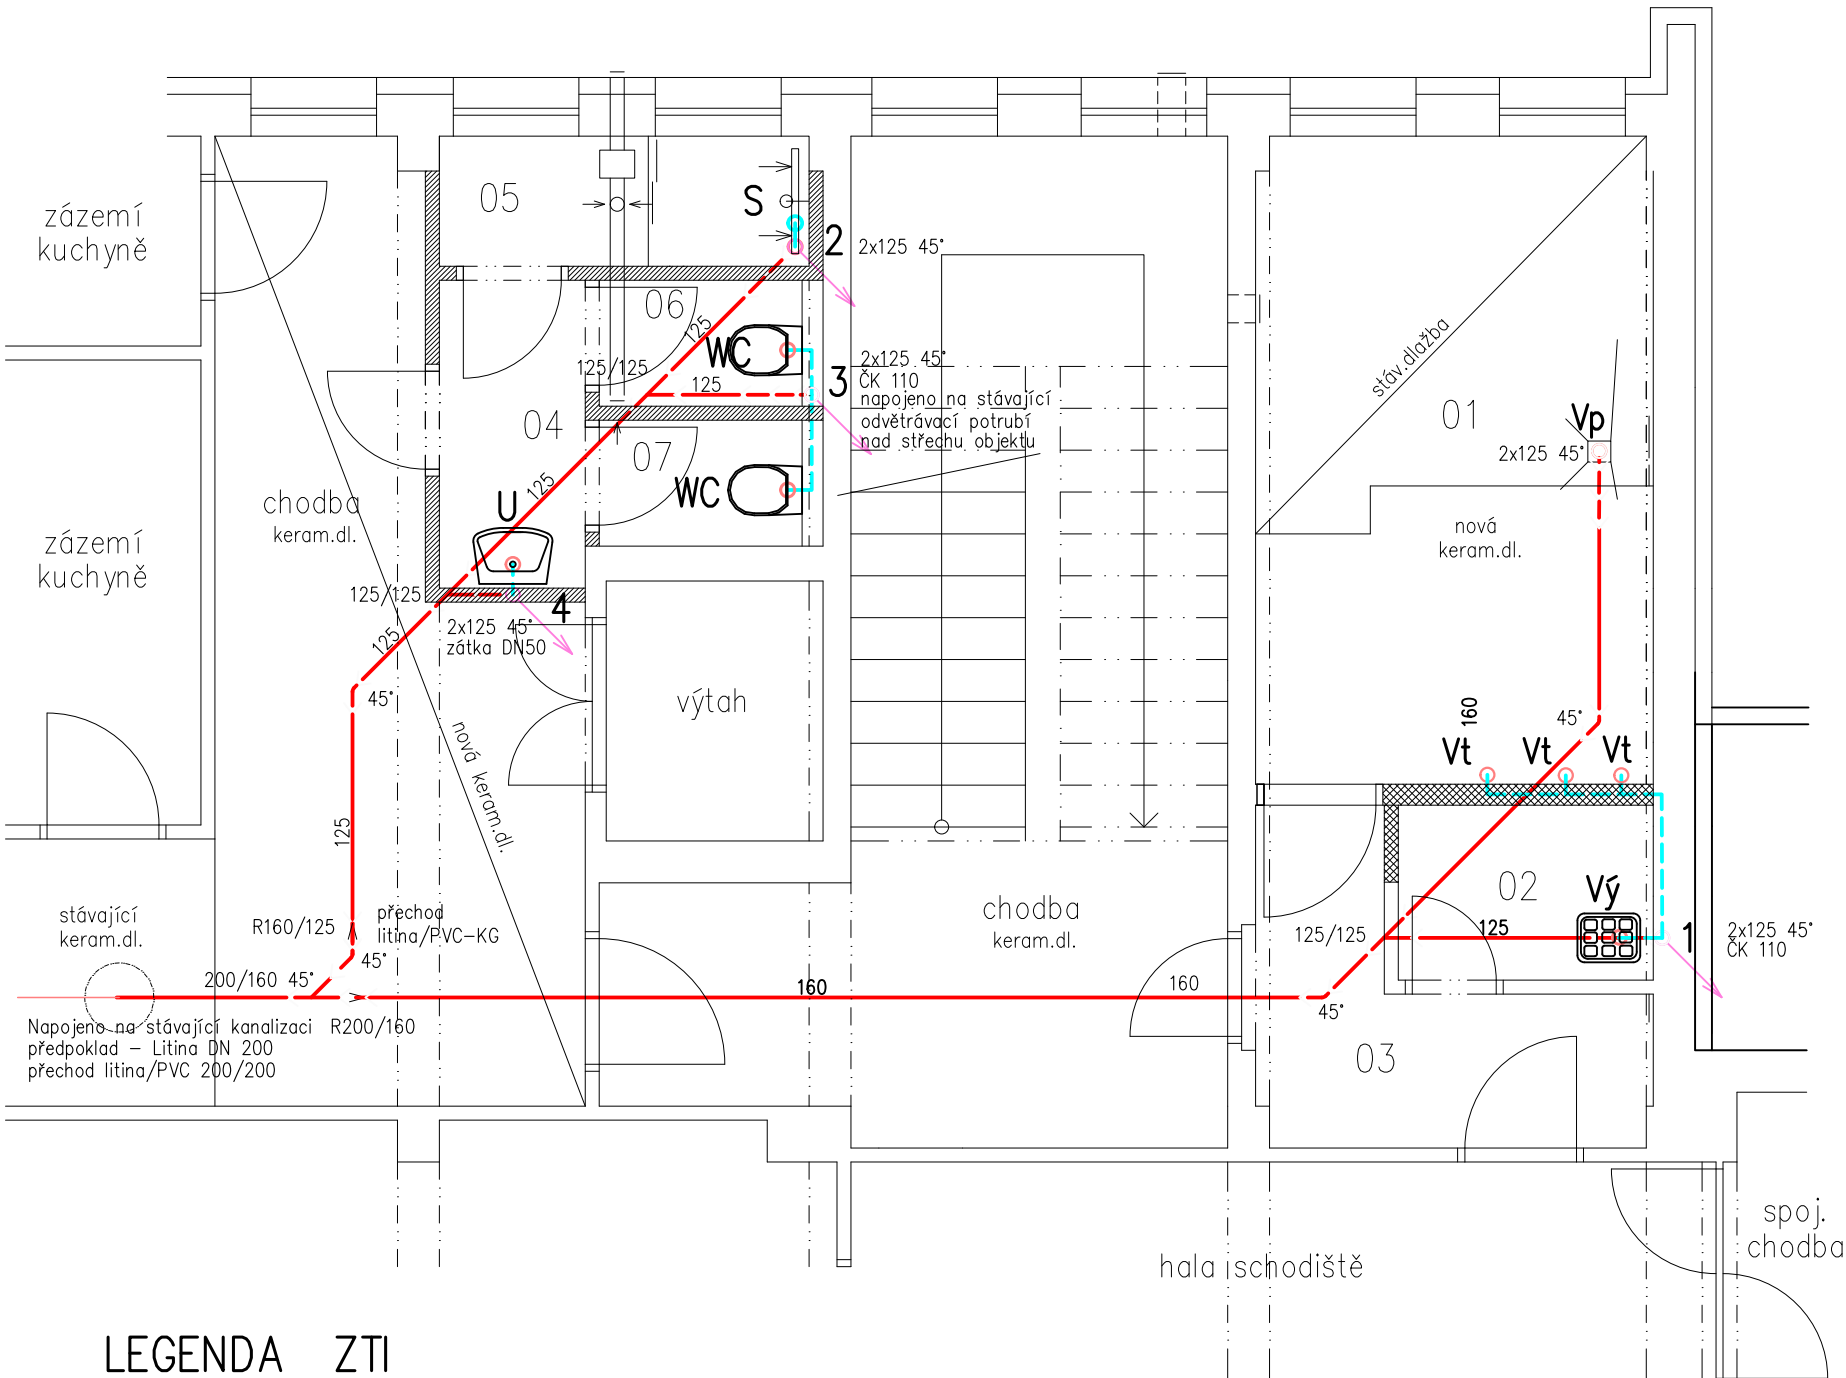 zázemí
kuchyně
05
S
2
2x125 45°
06
125
WC
125/125
125
3
2x125 45°
ČK 110
napojeno na stávající
odvětrávací potrubí
nad střechu objektu
stáv.dlažba
01
Vp
2x125 45°
04
07
125
WC
U
chodba
keram.dl.
nová
keram.dl.
zázemí
kuchyně
125/125
4
2x125 45°
zátka DN50
125
45°
výtah
nová keram.dl.
160
45°
Vt
Vt
Vt
125
02
Vý
stávající
keram.dl.
R160/125
přechod
litina/PVC-KG
chodba
keram.dl.
125/125
125
1
2x125 45°
ČK 110
45°
200/160 45°
160
160
45°
Napojeno na stávající kanalizaci
R200/160
předpoklad – Litina DN 200
přechod litina/PVC 200/200
03
spoj.
chodba
hala schodiště
LEGENDA ZTI